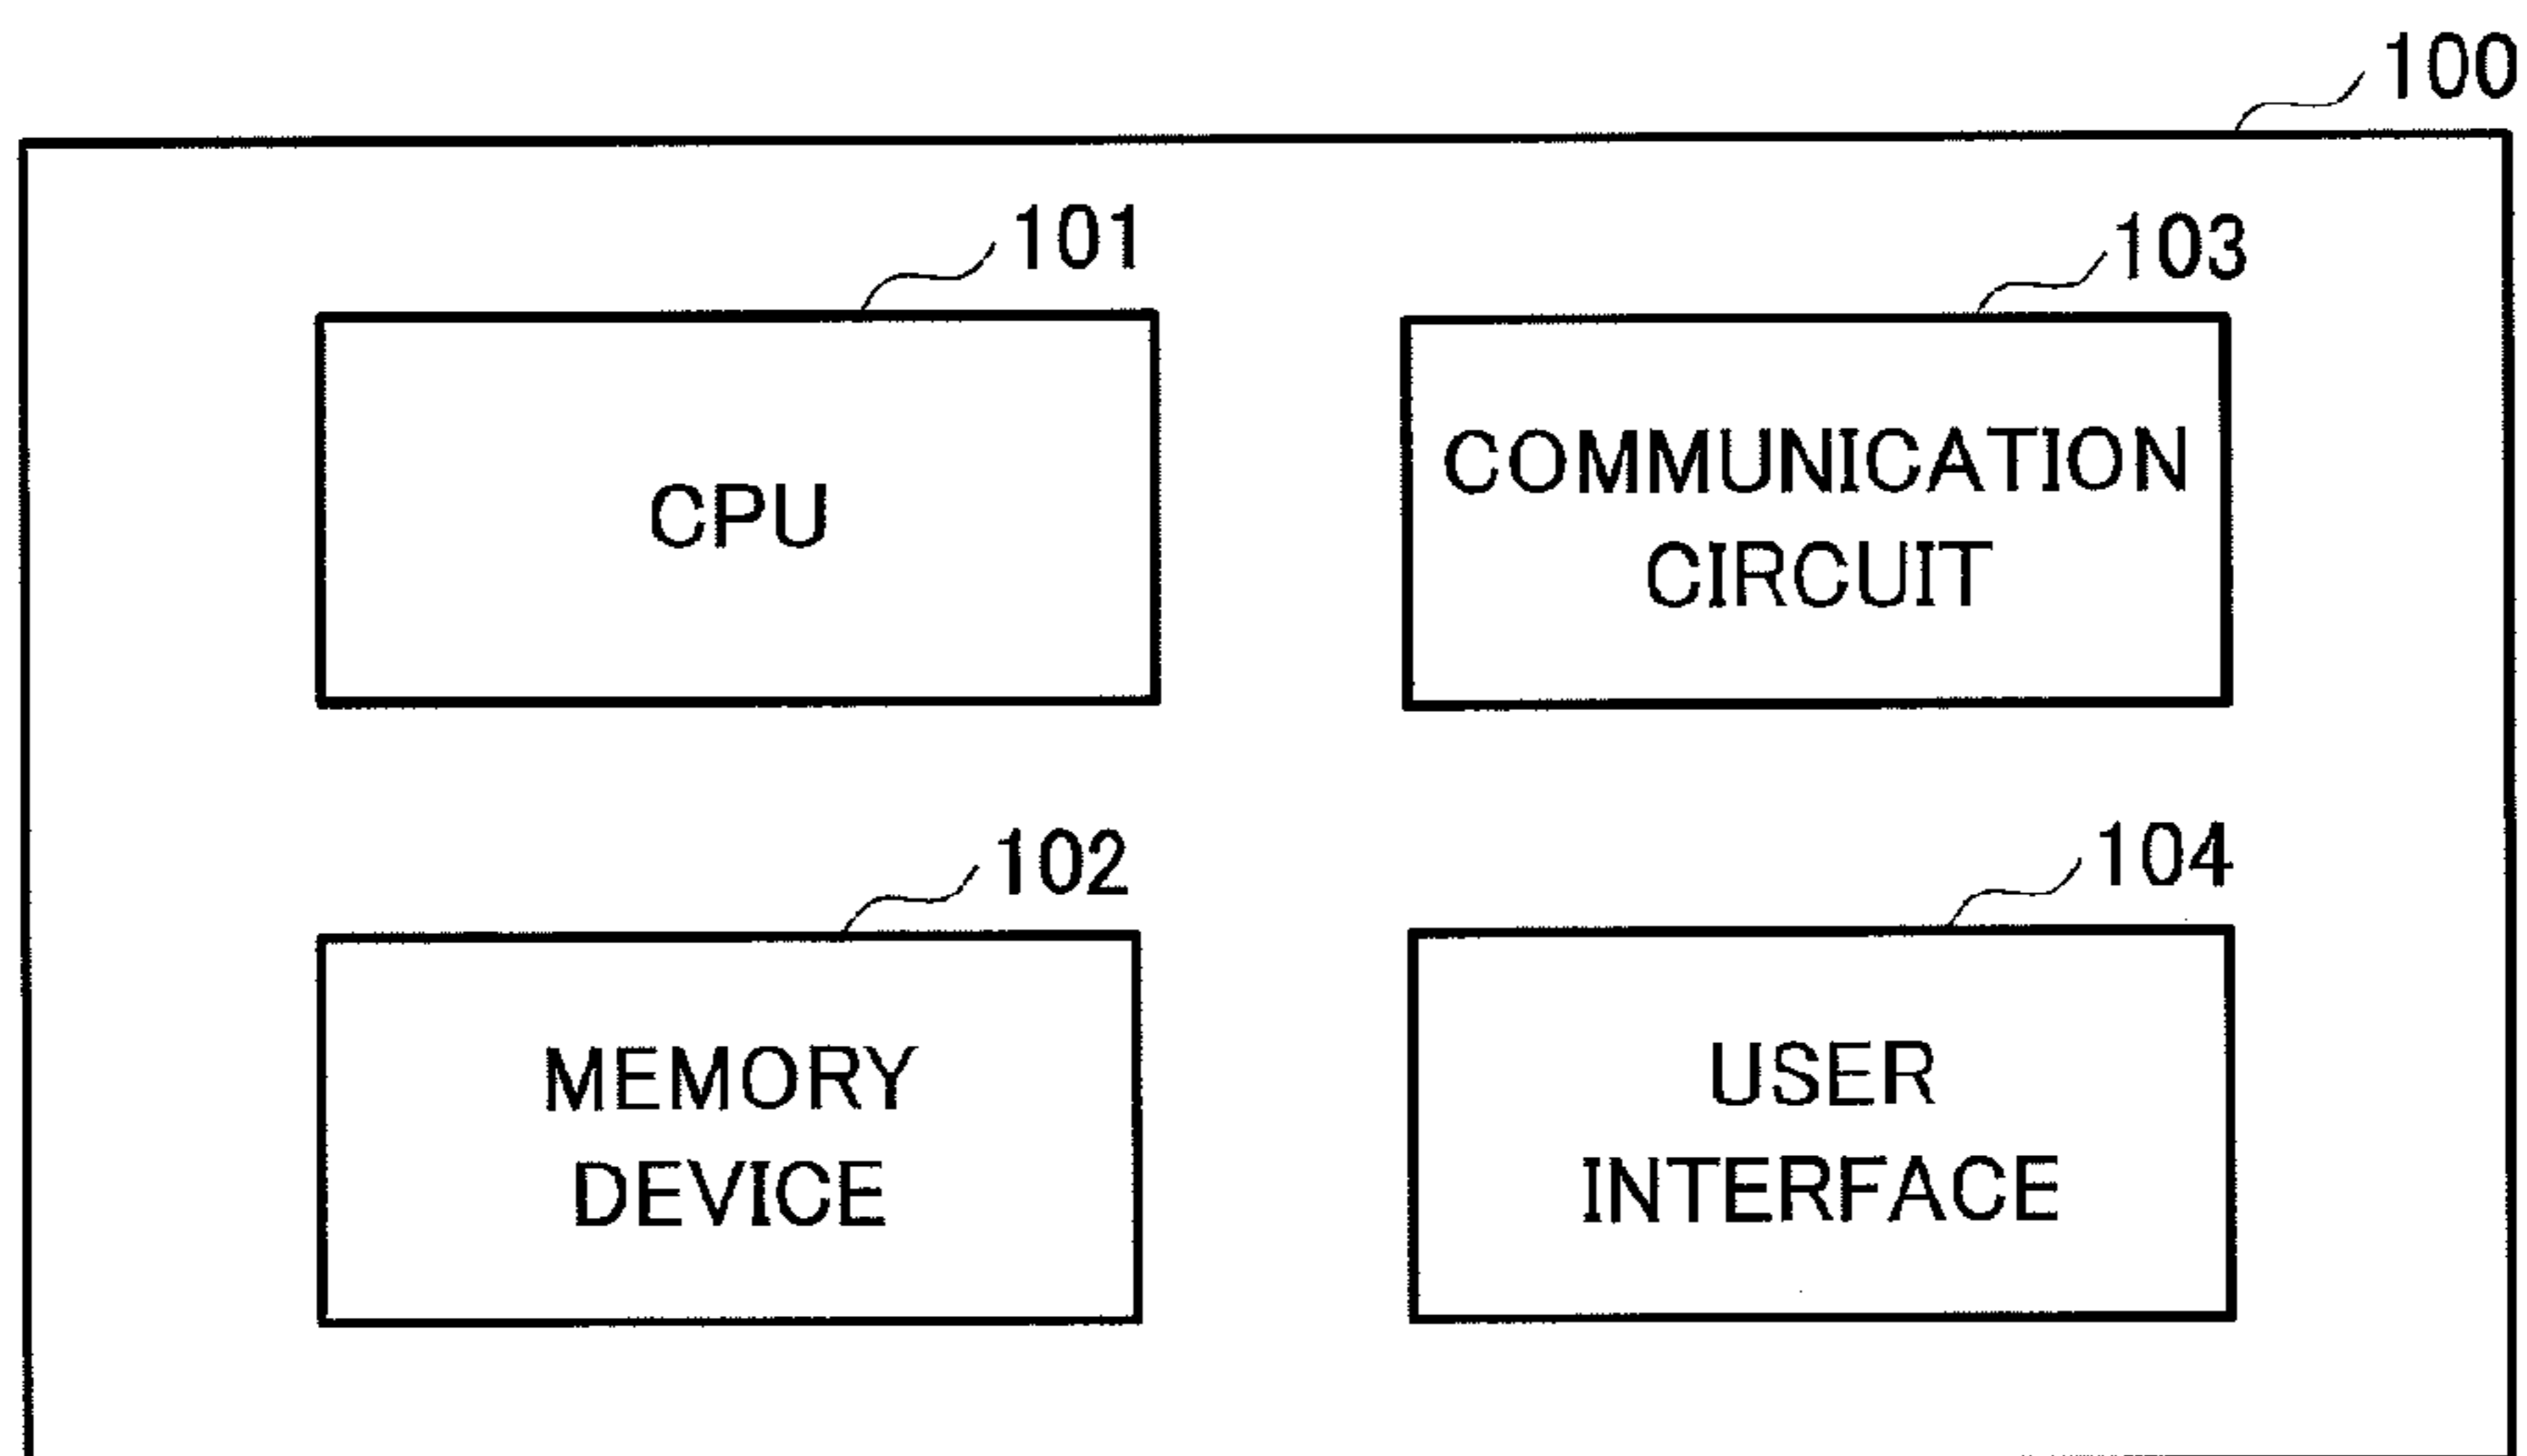 100
101
103
CPU
COMMUNICATION
CIRCUIT
102
104
MEMORY
DEVICE
USER
INTERFACE